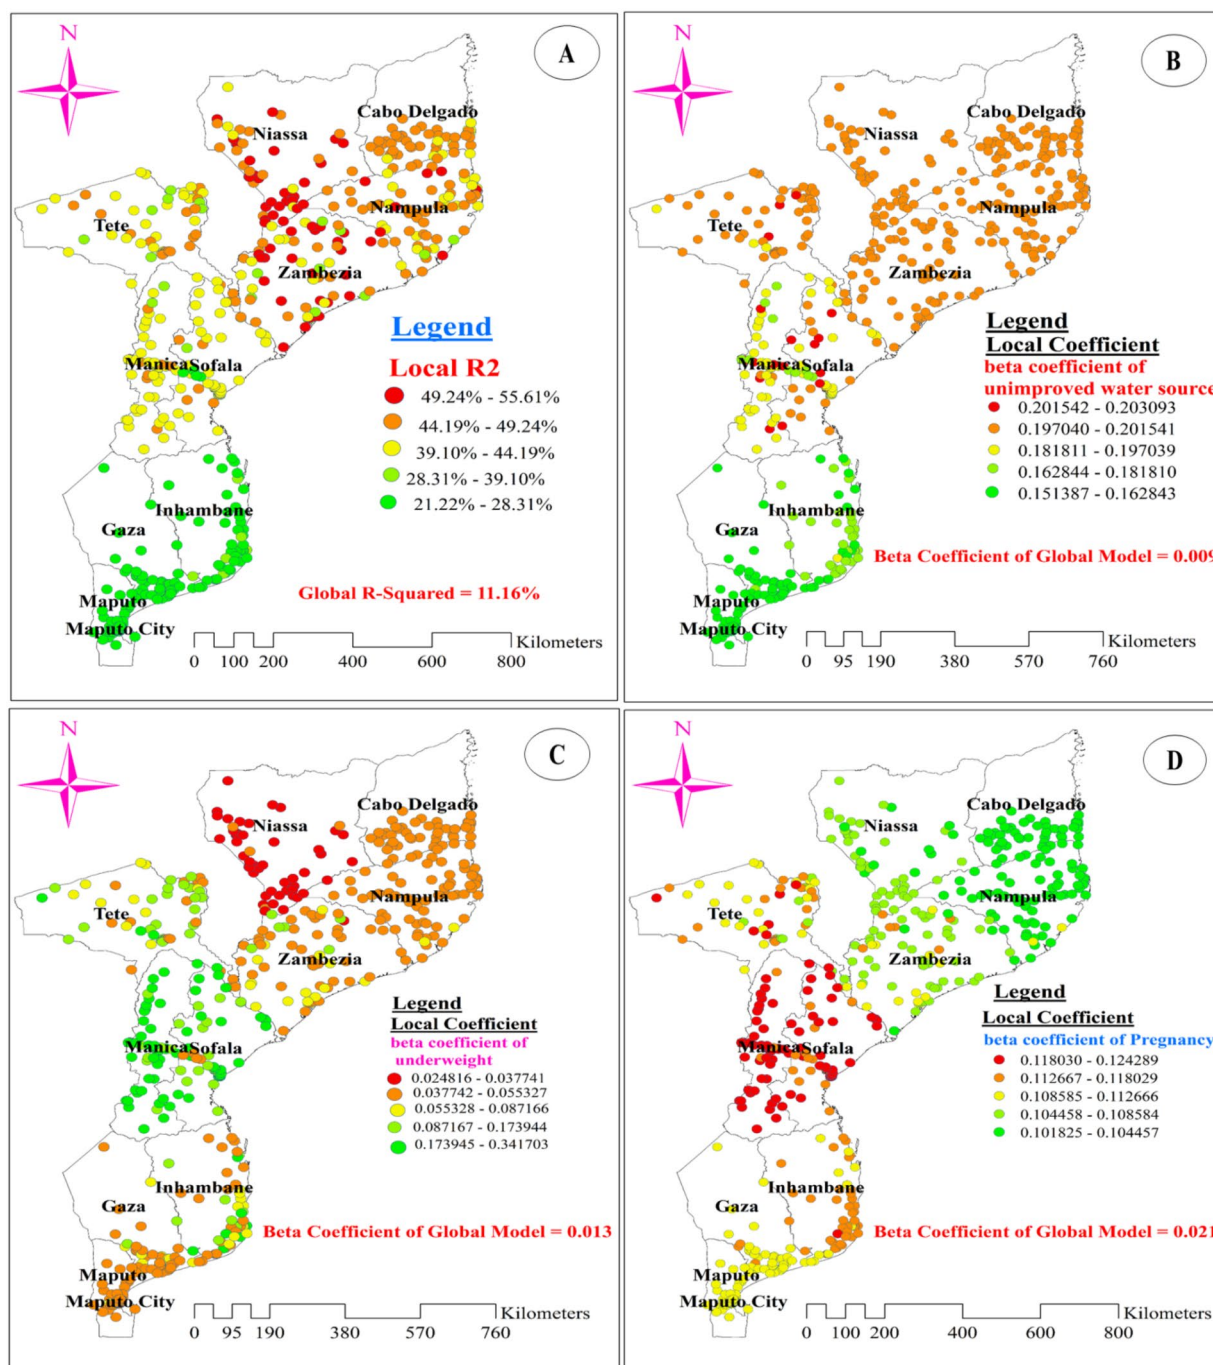 N
A
Cabo Delgado
Niassa
Nampula
Tete
Zambezia
Legend
Local R2
Manica
Sofala
49.24% - 55.61%
44.19% - 49.24%
39.10% - 44.19%
28.31% - 39.10%
21.22% - 28.31%
Inhambane
Gaza
Global R-Squared = 11.16%
Maputo
Maputo City
Kilometers
0 100 200 400 600 800
N
B
Cabo Delgado
Niassa
Nampula
Tete
Zambezia
Legend
Local Coefficient
beta coefficient of
unimproved water source
Manica
Sofala
0.201542 - 0.203093
0.197040 - 0.201541
0.181811 - 0.197039
0.162844 - 0.181810
0.151387 - 0.162843
Inhambane
Gaza
Beta Coefficient of Global Model = 0.009
Maputo
Maputo City
Kilometers
0 95 190 380 570 760
N
C
Cabo Delgado
Niassa
Nampula
Tete
Zambezia
Legend
Local Coefficient
beta coefficient of
underweight
Manica
Sofala
0.024816 - 0.037741
0.037742 - 0.055327
0.055328 - 0.087166
0.087167 - 0.173944
0.173945 - 0.341703
Inhambane
Gaza
Beta Coefficient of Global Model = 0.013
Maputo
Maputo City
Kilometers
0 95 190 380 570 760
N
D
Cabo Delgado
Niassa
Nampula
Tete
Zambezia
Legend
Local Coefficient
beta coefficient of Pregnancy
Manica
Sofala
0.118030 - 0.124289
0.112667 - 0.118029
0.108585 - 0.112666
0.104458 - 0.108584
0.101825 - 0.104457
Inhambane
Gaza
Beta Coefficient of Global Model = 0.021
Maputo
Maputo City
Kilometers
0 100 200 400 600 800